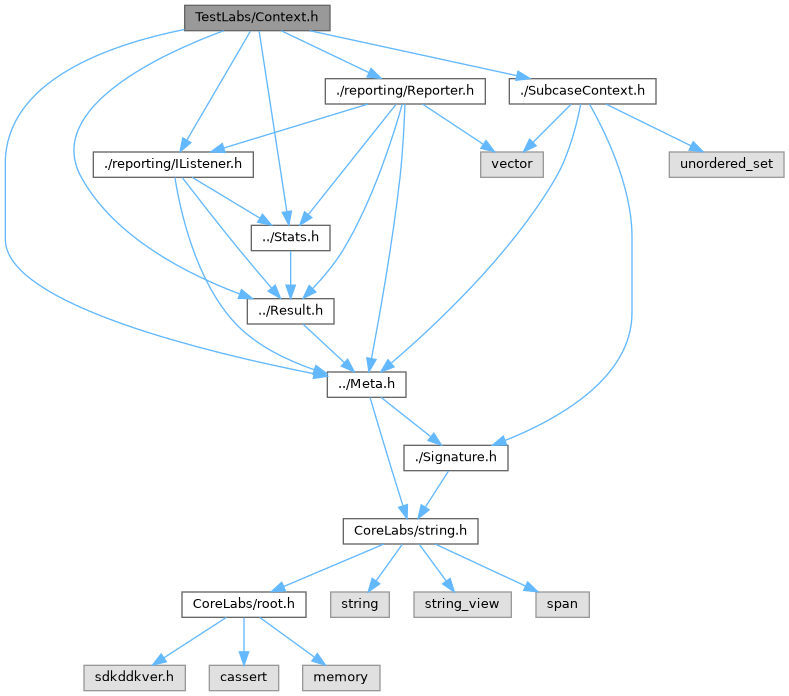 TestLabs/Context.h
./reporting/Reporter.h
./SubcaseContext.h
./reporting/IListener.h
vector
unordered_set
../Stats.h
../Result.h
../Meta.h
./Signature.h
CoreLabs/string.h
CoreLabs/root.h
string
string_view
span
sdkddkver.h
cassert
memory